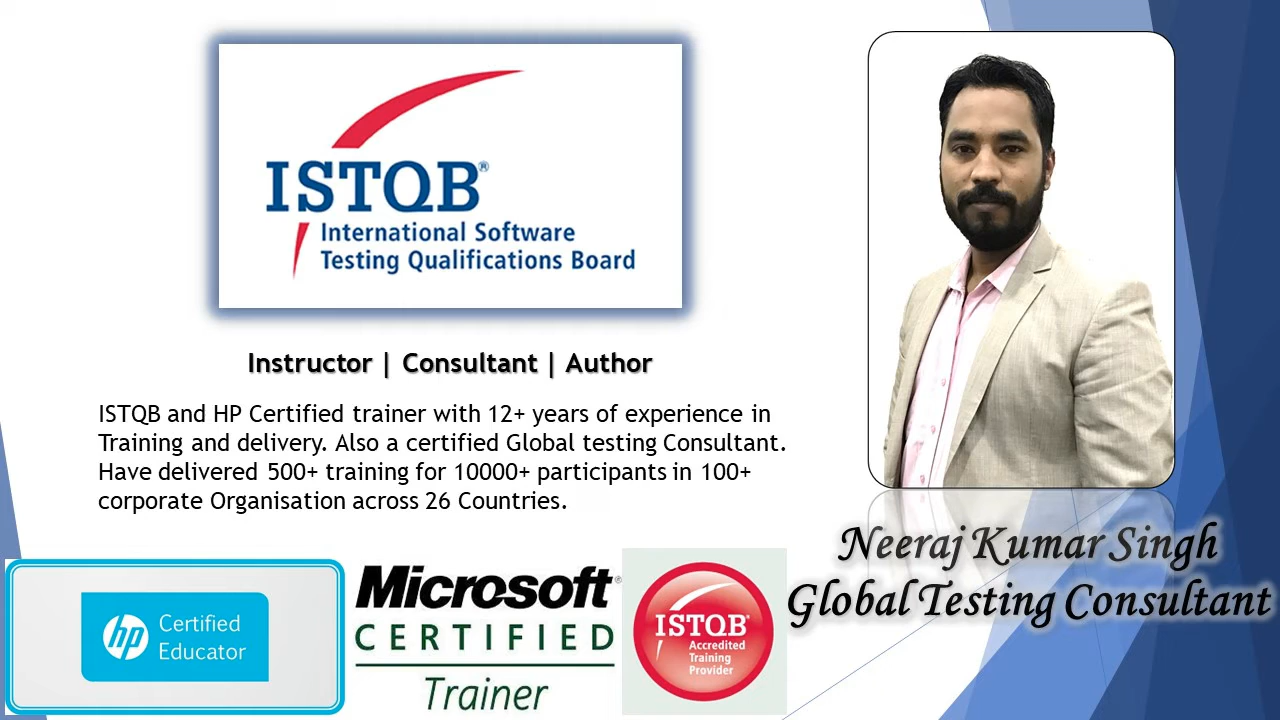 ISTQB®
International Software
Testing Qualifications Board
Instructor | Consultant | Author
ISTQB and HP Certified trainer with 12+ years of experience in
Training and delivery. Also a certified Global testing Consultant.
Have delivered 500+ training for 10000+ participants in 100+
corporate Organisation across 26 Countries.
Neeraj Kumar Singh
Global Testing Consultant
hp
Certified
Educator
Microsoft®
CERTIFIED
Trainer
ISTQB®
Accredited
Training
Provider